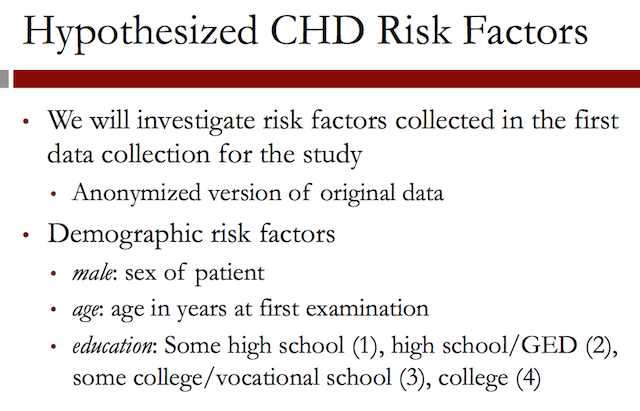 Hypothesized CHD Risk Factors
• We will investigate risk factors collected in the first
data collection for the study
• Anonymized version of original data
• Demographic risk factors
• male: sex of patient
• age: age in years at first examination
• education: Some high school (1), high school/GED (2),
some college/vocational school (3), college (4)